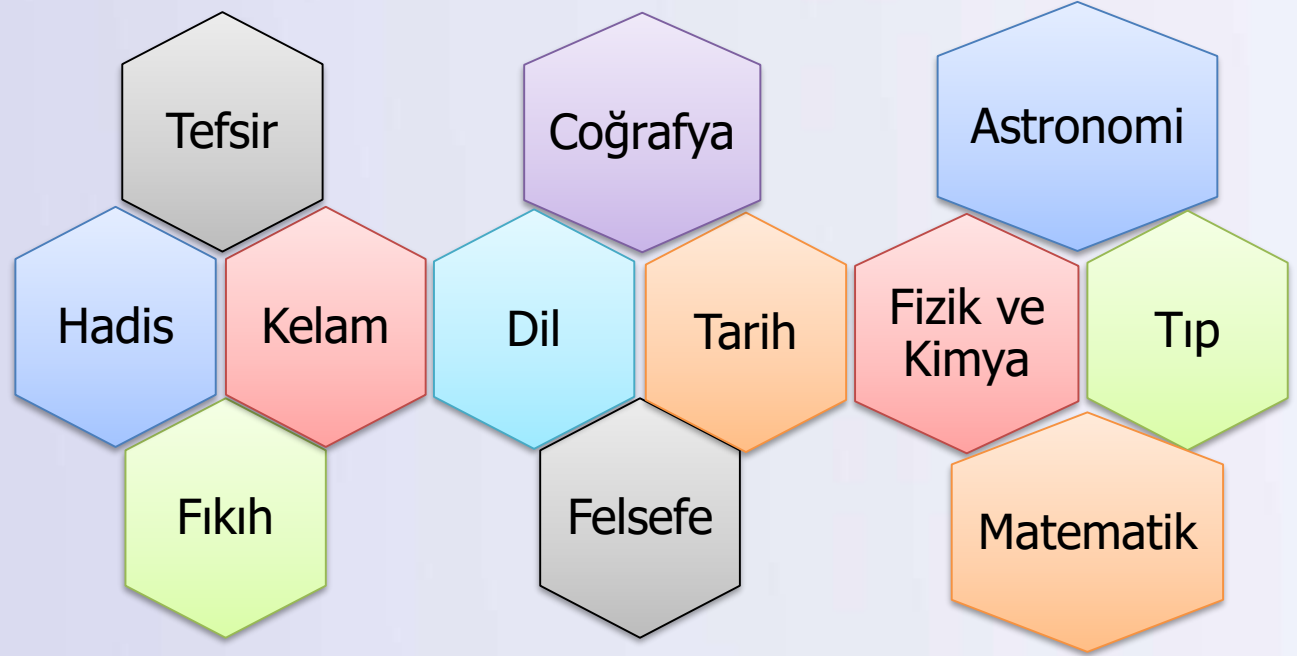 Tefsir
Coğrafya
Astronomi
Hadis
Kelam
Dil
Tarih
Fizik ve
Kimya
Tıp
Fıkıh
Felsefe
Matematik